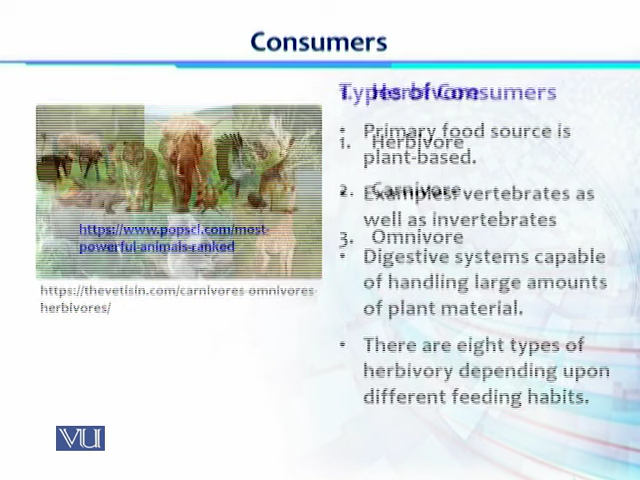 Consumers
Types of Consumers
1. Herbivore
• Primary food source is
plant-based.
1. Herbivore
2. Carnivore
• Examples: vertebrates as
well as invertebrates
3. Omnivore
• Digestive systems capable
of handling large amounts
of plant material.
• There are eight types of
herbivory depending upon
different feeding habits.
https://www.popsci.com/most-
powerful-animals-ranked
https://thevetisin.com/carnivores-omnivores-
herbivores/
VU